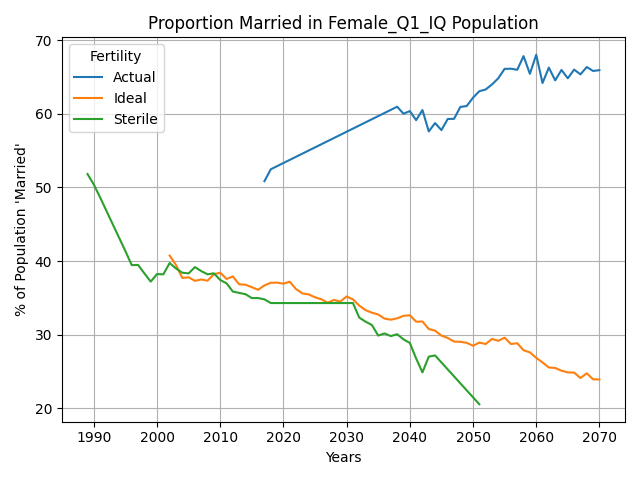 Proportion Married in Female_Q1_IQ Population
Fertility
Actual
Ideal
Sterile
% of Population 'Married'
70
60
50
40
30
20
1990 2000 2010 2020 2030 2040 2050 2060 2070
Years